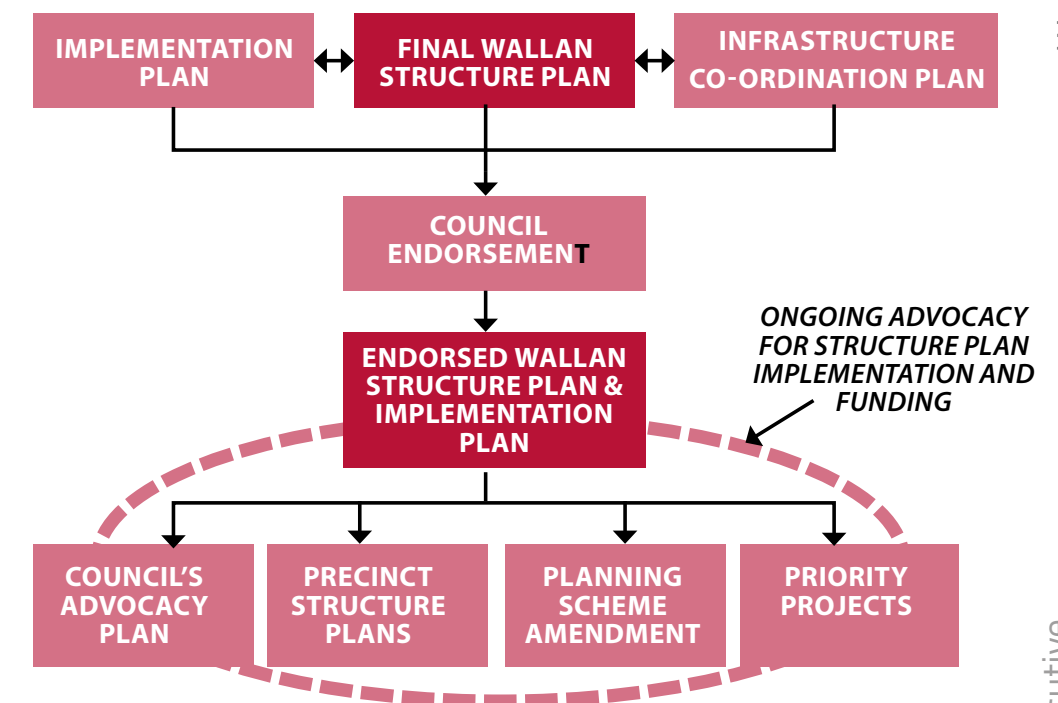 IMPLEMENTATION
PLAN
FINAL WALLAN
STRUCTURE PLAN
INFRASTRUCTURE
CO-ORDINATION PLAN
COUNCIL
ENDORSEMENT
ONGOING ADVOCACY
FOR STRUCTURE PLAN
IMPLEMENTATION AND
FUNDING
ENDORSED WALLAN
STRUCTURE PLAN &
IMPLEMENTATION
PLAN
COUNCIL'S
ADVOCACY
PLAN
PRECINCT
STRUCTURE
PLANS
PLANNING
SCHEME
AMENDMENT
PRIORITY
PROJECTS